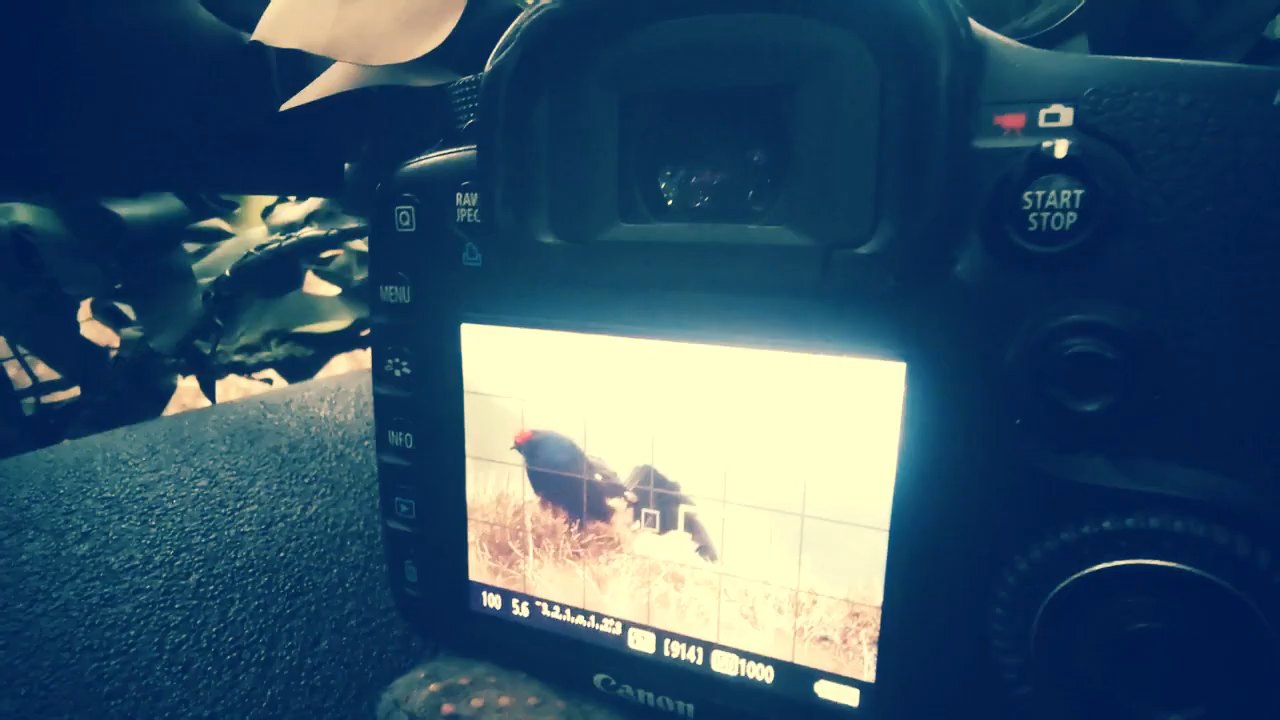 RAW
JPEG
Q
START
STOP
MENU
INFO.
100 5.6 [914] 1000
Canon